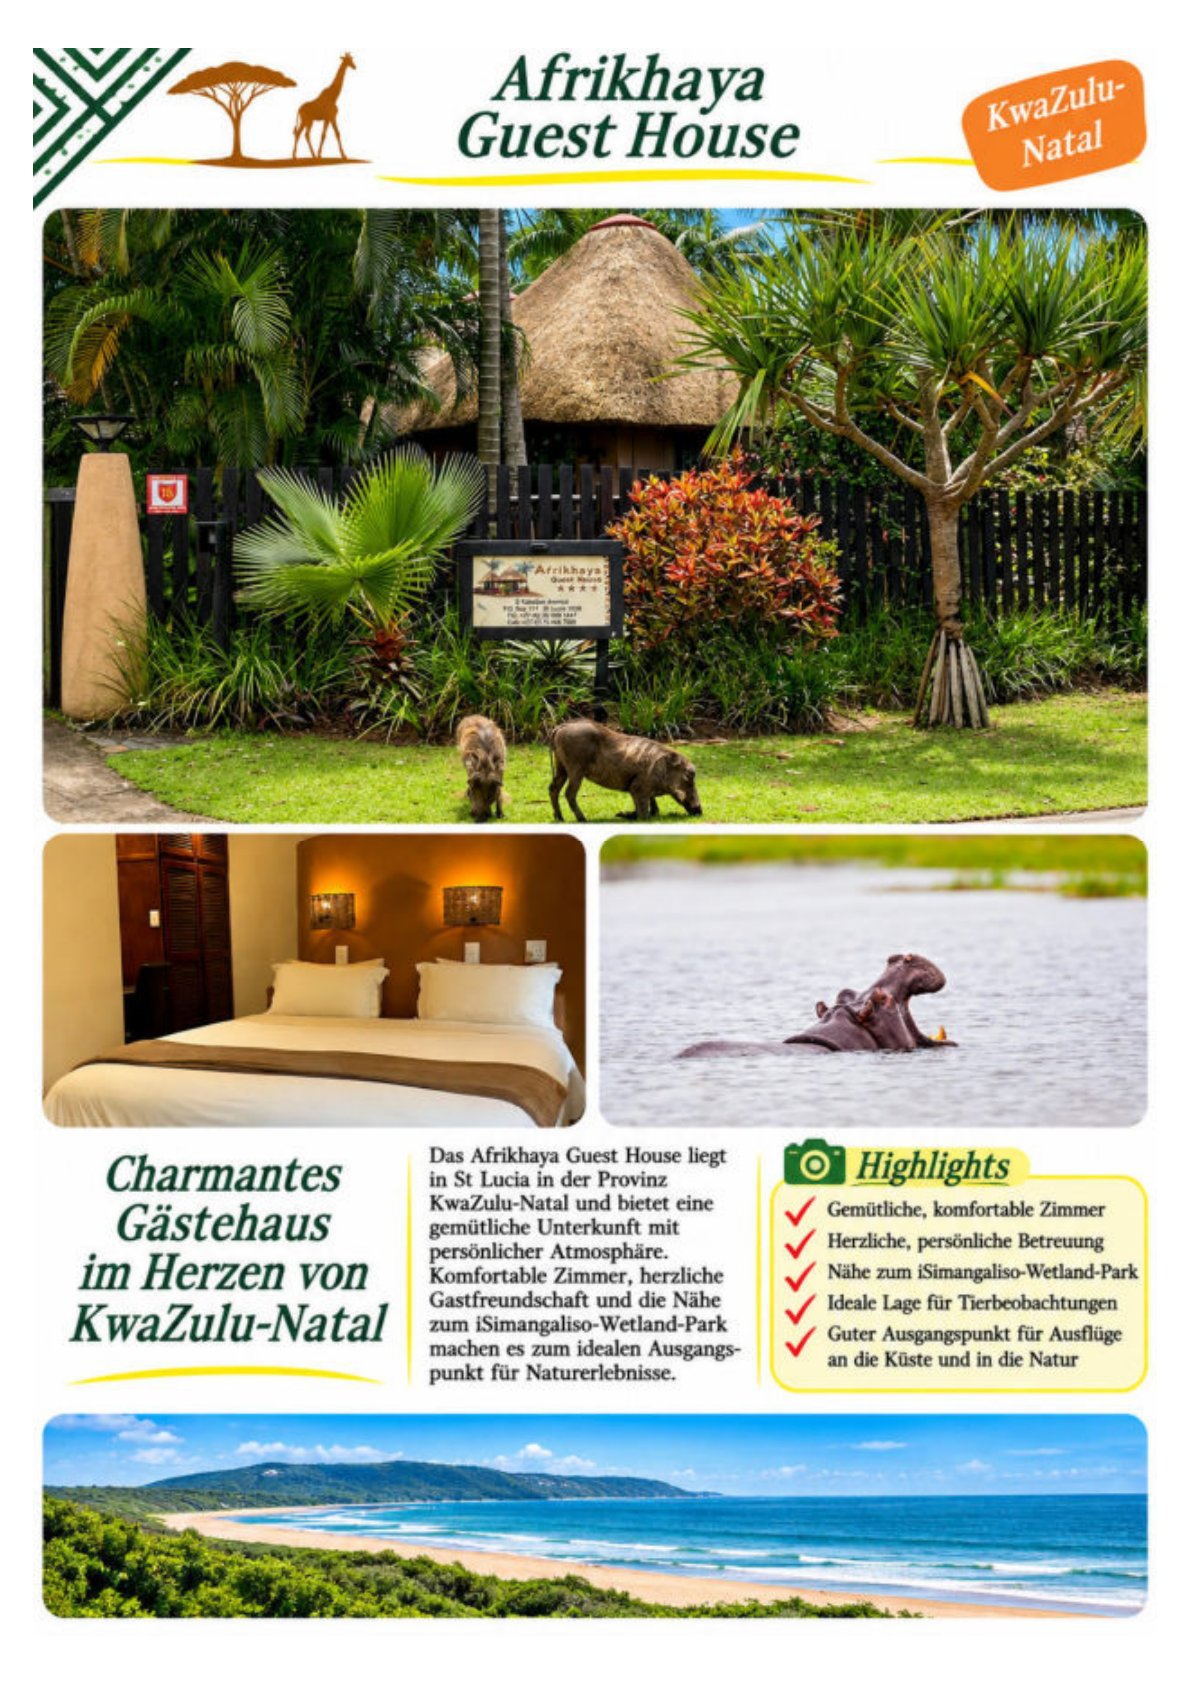 Afrikhaya
Guest House
KwaZulu-
Natal
Afrikhaya
Guest House
Charmantes
Gästehaus
im Herzen von
KwaZulu-Natal
Das Afrikhaya Guest House liegt
in St Lucia in der Provinz
KwaZulu-Natal und bietet eine
gemütliche Unterkunft mit
persönlicher Atmosphäre.
Komfortable Zimmer, herzliche
Gastfreundschaft und die Nähe
zum iSimangaliso-Wetland-Park
machen es zum idealen Ausgangs-
punkt für Naturerlebnisse.
Highlights
Gemütliche, komfortable Zimmer
Herzliche, persönliche Betreuung
Nähe zum iSimangaliso-Wetland-Park
Ideale Lage für Tierbeobachtungen
Guter Ausgangspunkt für Ausflüge
an die Küste und in die Natur